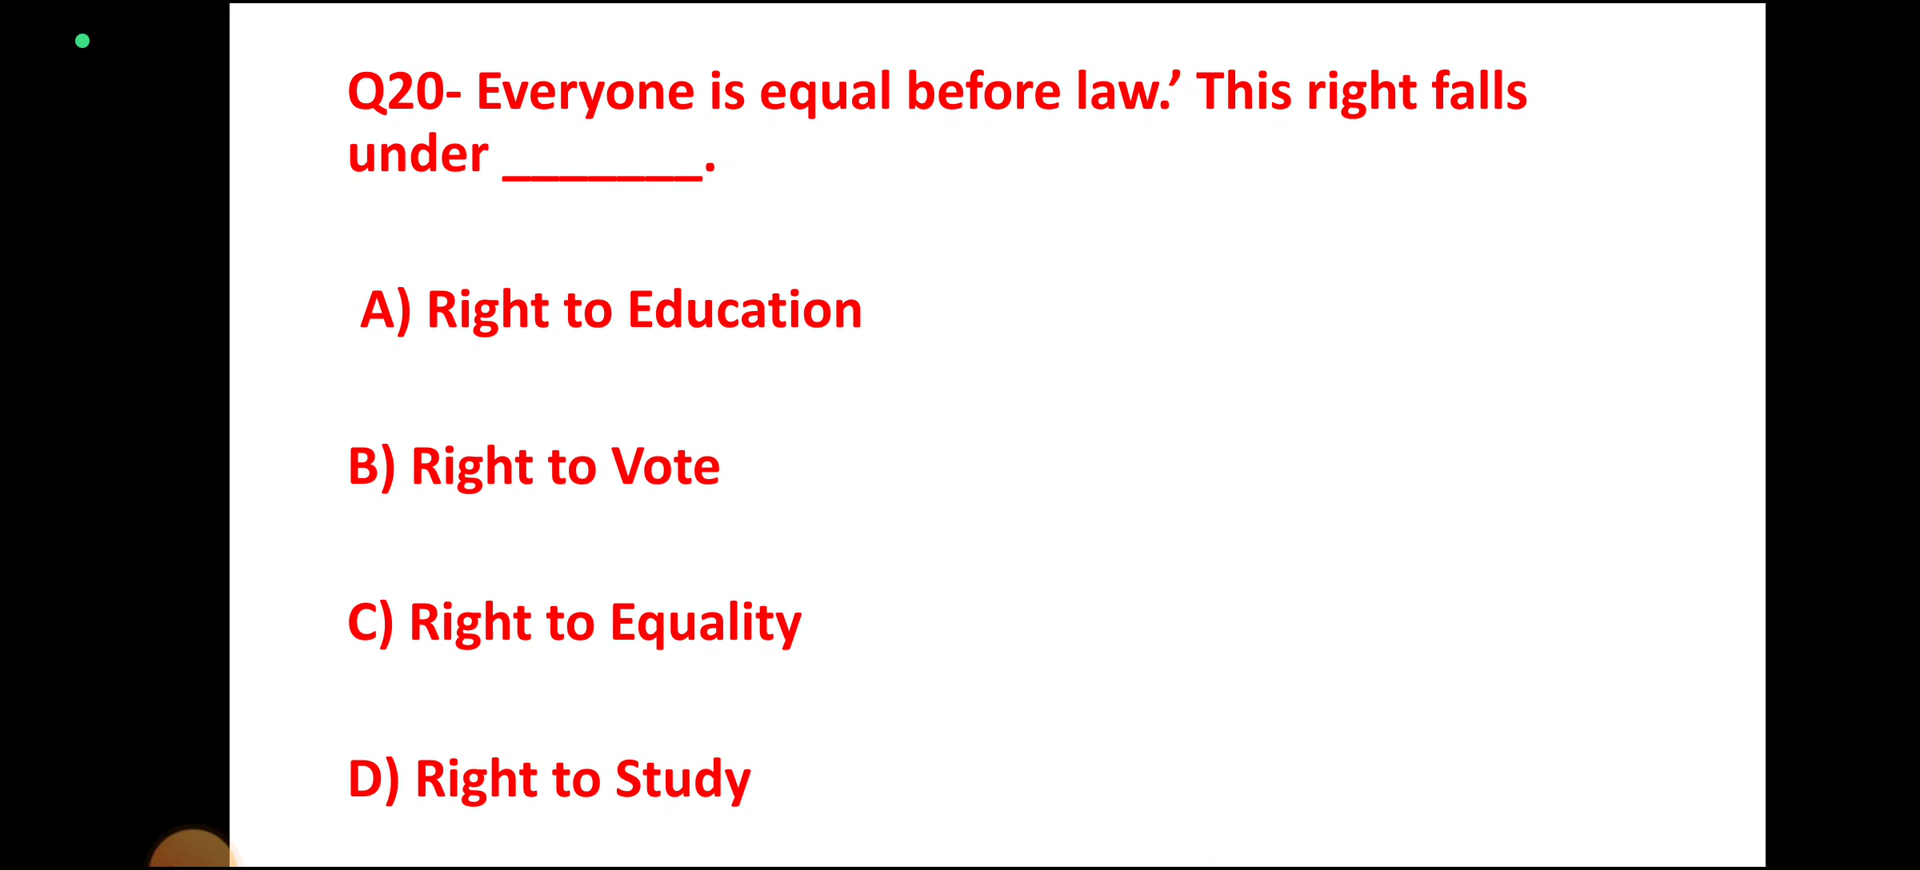 Q20- Everyone is equal before law.’ This right falls
under _______.
A) Right to Education
B) Right to Vote
C) Right to Equality
D) Right to Study